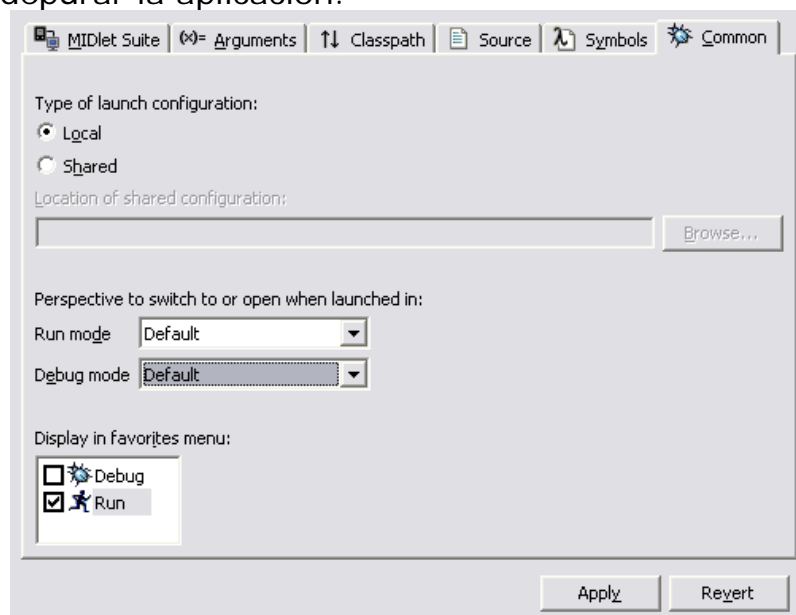 depurar la aplicación.
MIDlet Suite (x)= Arguments Classpath Source Symbols Common
Type of launch configuration:
Local
Shared
Location of shared configuration:
Browse...
Perspective to switch to or open when launched in:
Run mode Default
Debug mode Default
Display in favorites menu:
Debug
Run
Apply Revert